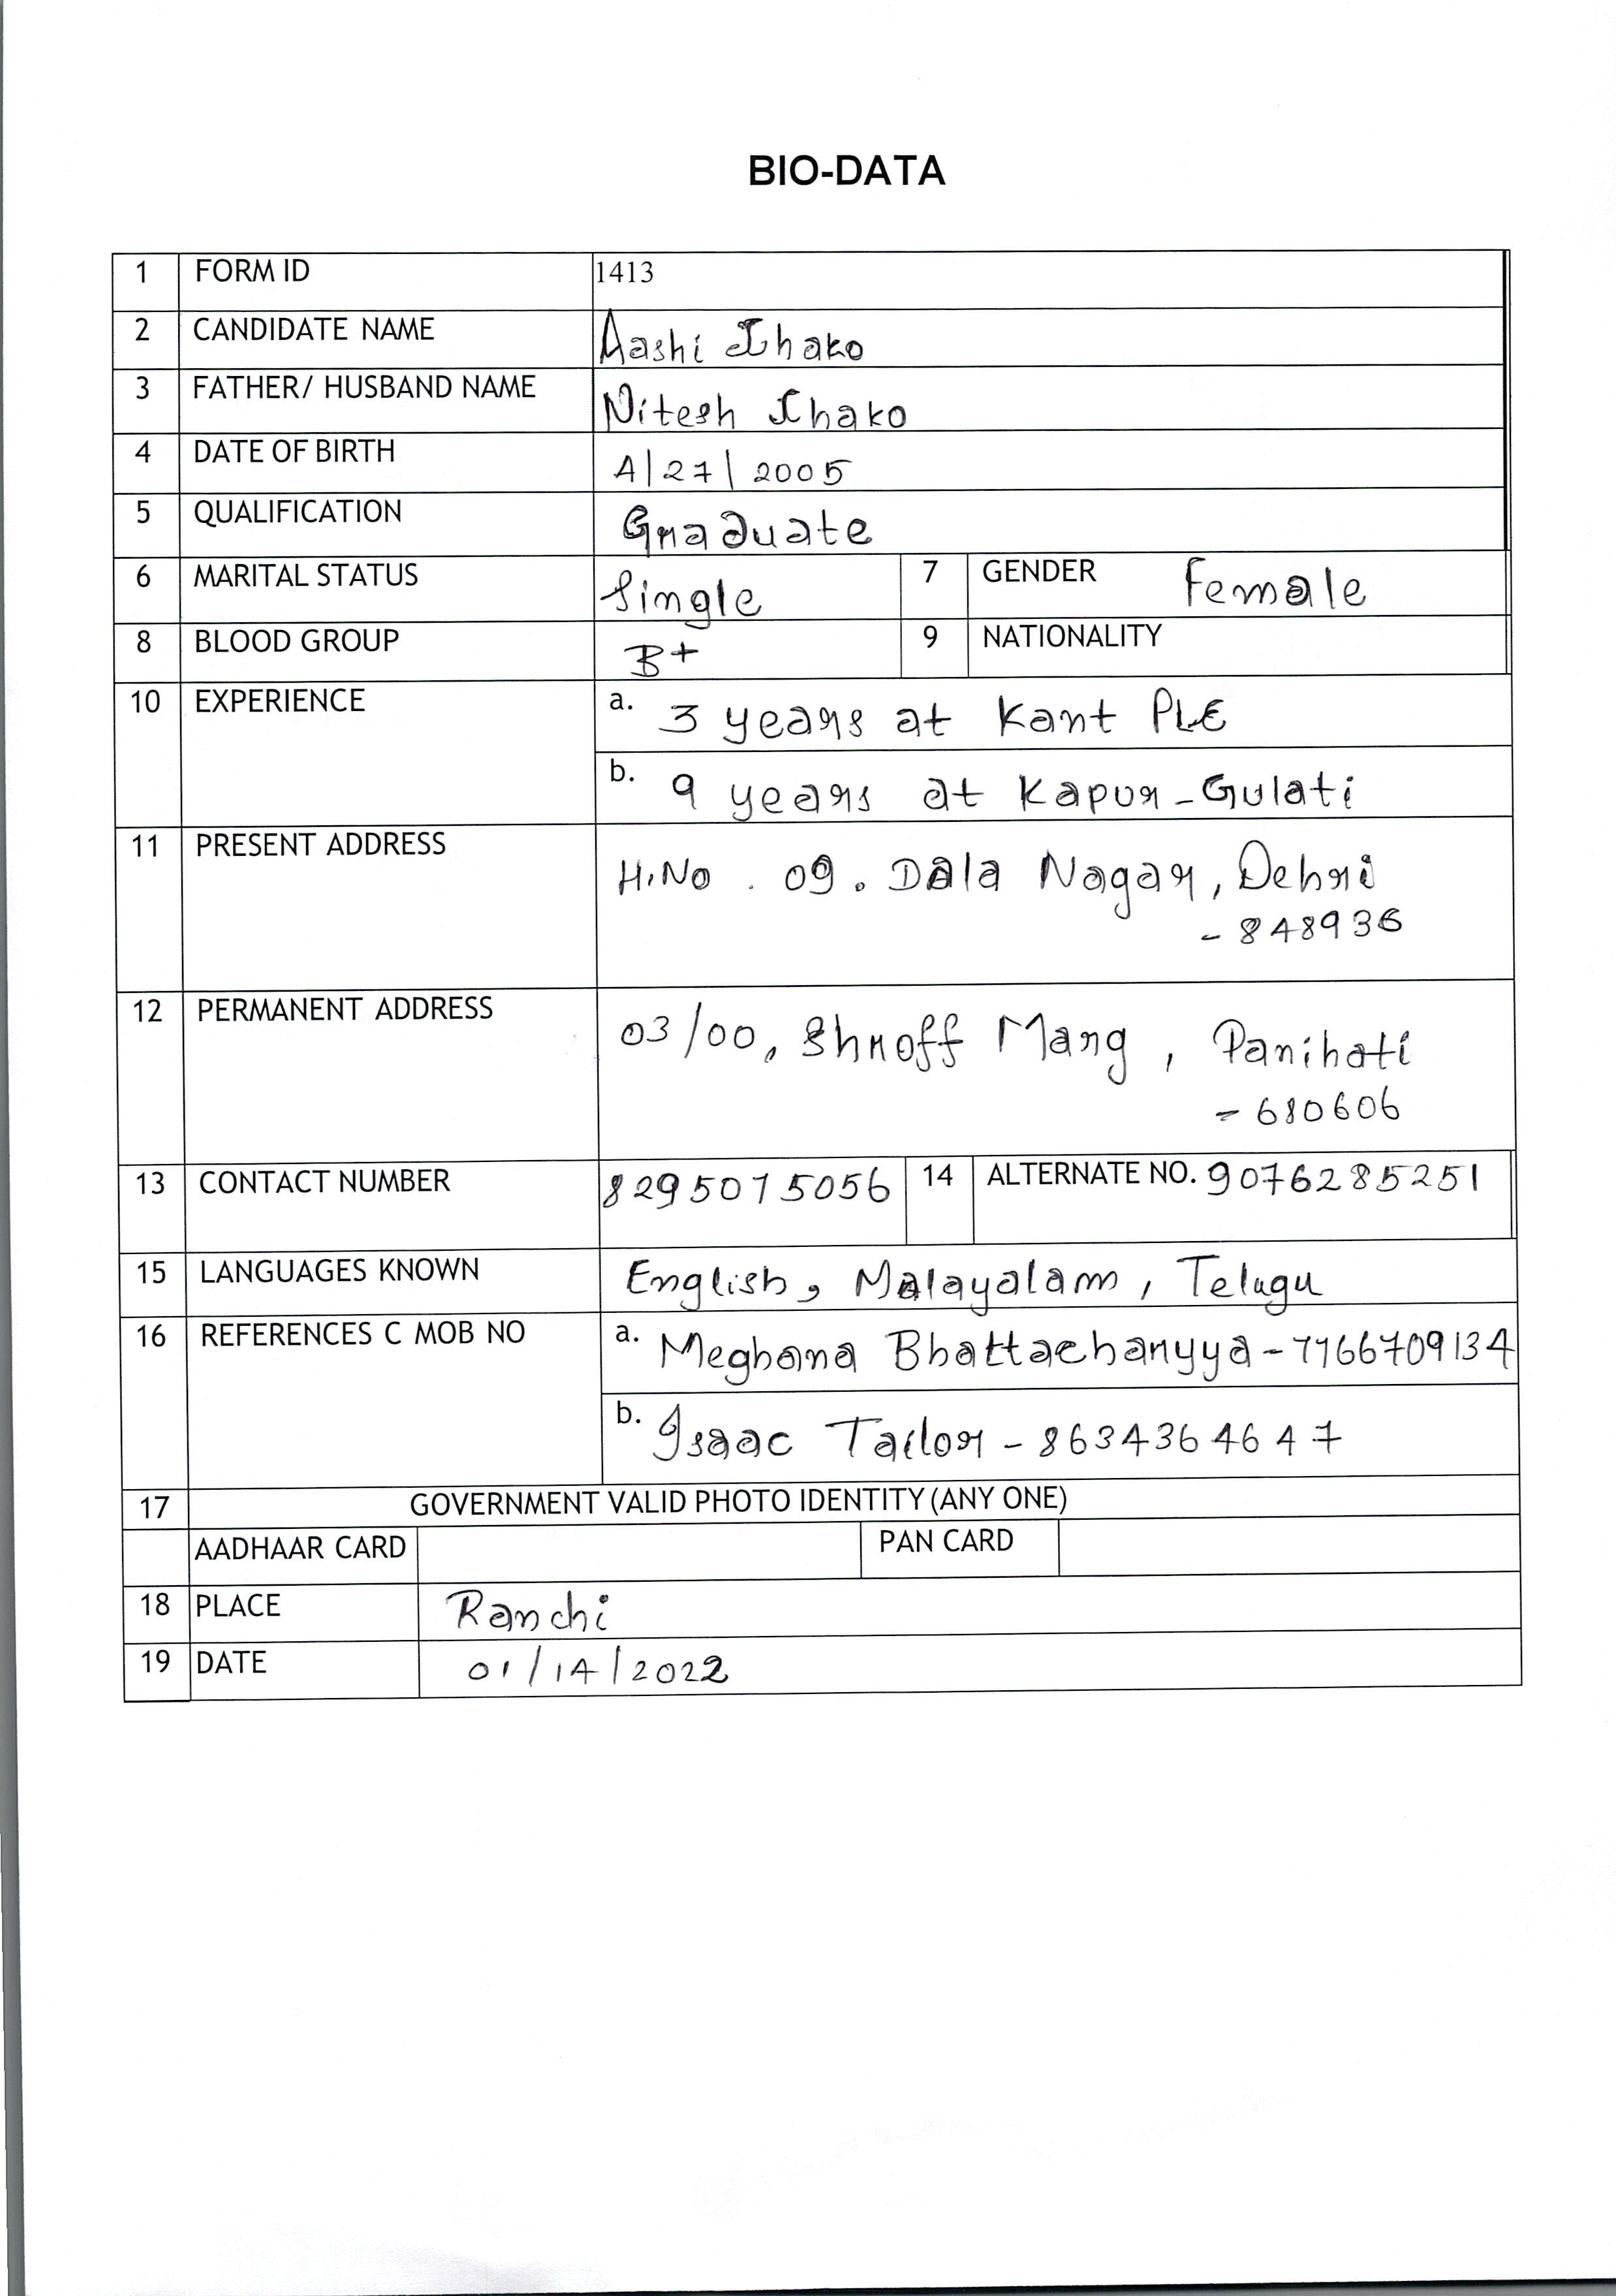 BIO-DATA
1 FORM ID 1413
2 CANDIDATE NAME Aashi Ihako
3 FATHER/ HUSBAND NAME Nitesh Ihako
4 DATE OF BIRTH 4/27/2005
5 QUALIFICATION Graduate
6 MARITAL STATUS Single 7 GENDER Female
8 BLOOD GROUP B+ 9 NATIONALITY
10 EXPERIENCE a. 3 years at Kant PLC
b. 9 years at Kapur-Gulati
11 PRESENT ADDRESS H.No. 09. Dala Nagar, Dehri
- 848936
12 PERMANENT ADDRESS 03/00, Shroff Marg, Panihati
- 680606
13 CONTACT NUMBER 8295015056 14 ALTERNATE NO. 9076285251
15 LANGUAGES KNOWN English, Malayalam, Telugu
16 REFERENCES C MOB NO a. Meghana Bhattacharyya - 7766709134
b. Isaac Tailor - 8634364647
17 GOVERNMENT VALID PHOTO IDENTITY (ANY ONE)
AADHAAR CARD PAN CARD
18 PLACE Ranchi
19 DATE 01/14/2022